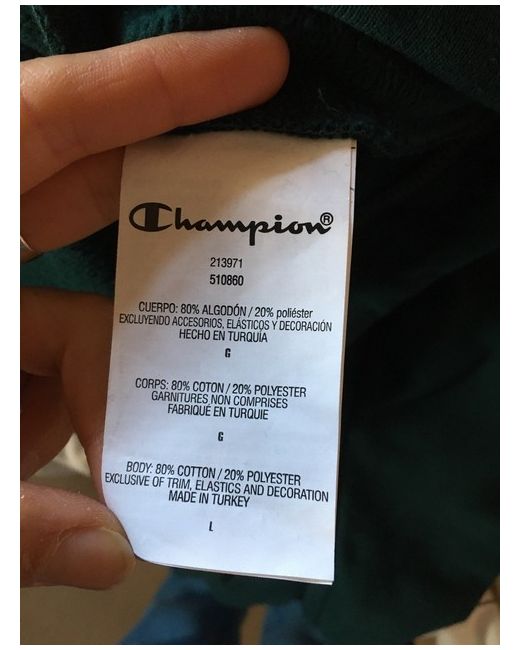 Champion®
213971
510860
CUERPO: 80% ALGODÓN / 20% poliéster
EXCLUYENDO ACCESORIOS, ELÁSTICOS Y DECORACIÓN
HECHO EN TURQUIA
G
CORPS: 80% COTON / 20% POLYESTER
GARNITURES NON COMPRISES
FABRIQUÉ EN TURQUIE
G
BODY: 80% COTTON / 20% POLYESTER
EXCLUSIVE OF TRIM, ELASTICS AND DECORATION
MADE IN TURKEY
L